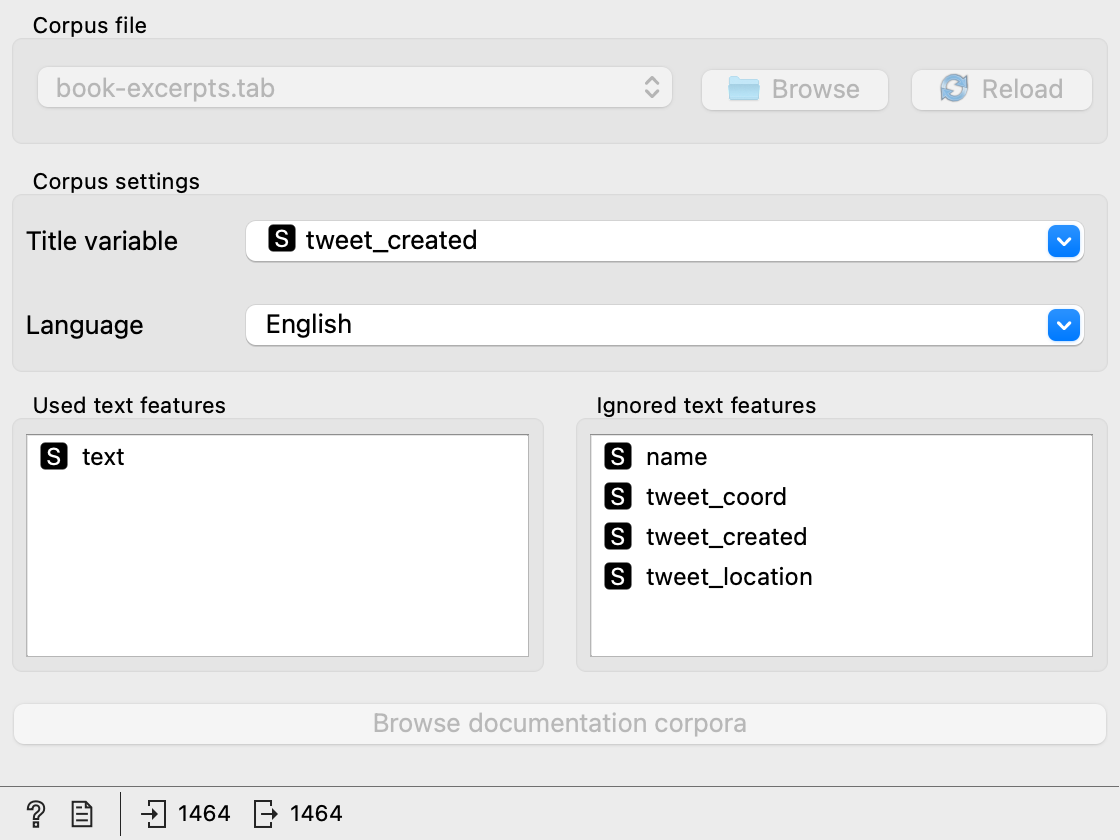 Corpus file
book-excerpts.tab Browse Reload
Corpus settings
Title variable S tweet_created
Language English
Used text features Ignored text features
S text S name
S tweet_coord
S tweet_created
S tweet_location
Browse documentation corpora
? 1464 1464